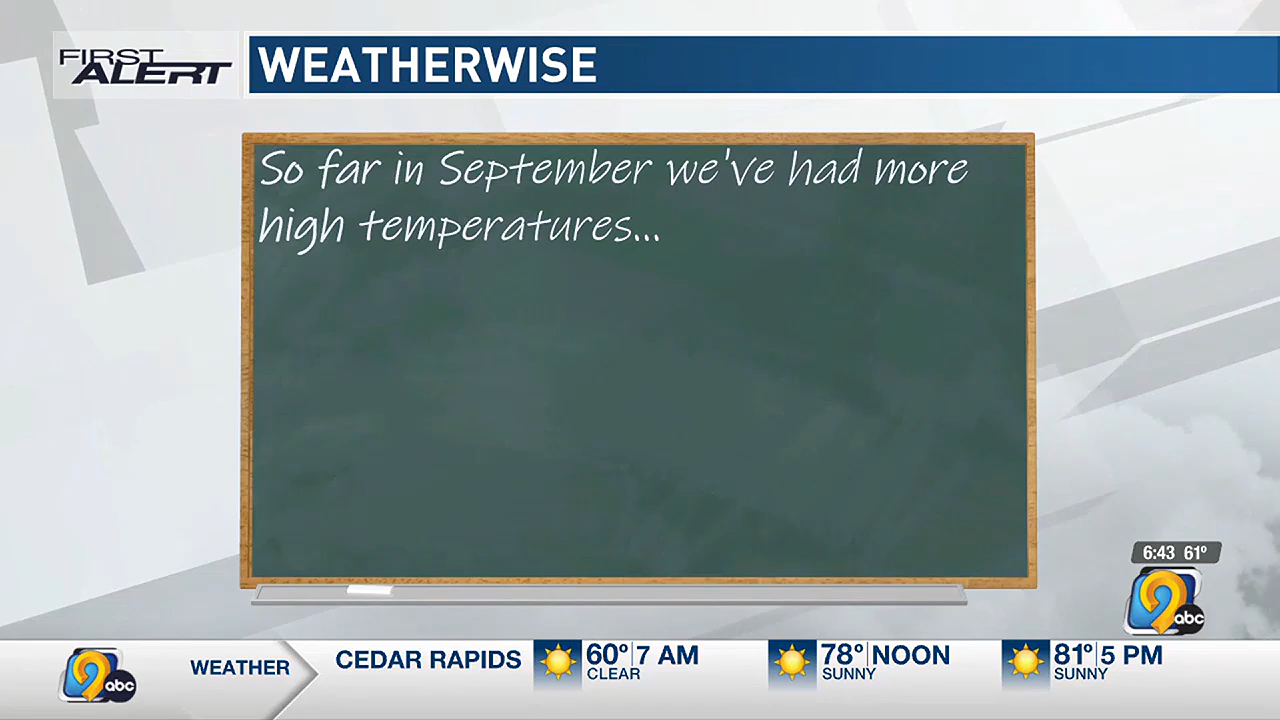 FIRST
ALERT
WEATHERWISE
So far in September we've had more
high temperatures...
6:43 61°
9
abc
9
abc
WEATHER
CEDAR RAPIDS
60° 7 AM
CLEAR
78° NOON
SUNNY
81° 5 PM
SUNNY